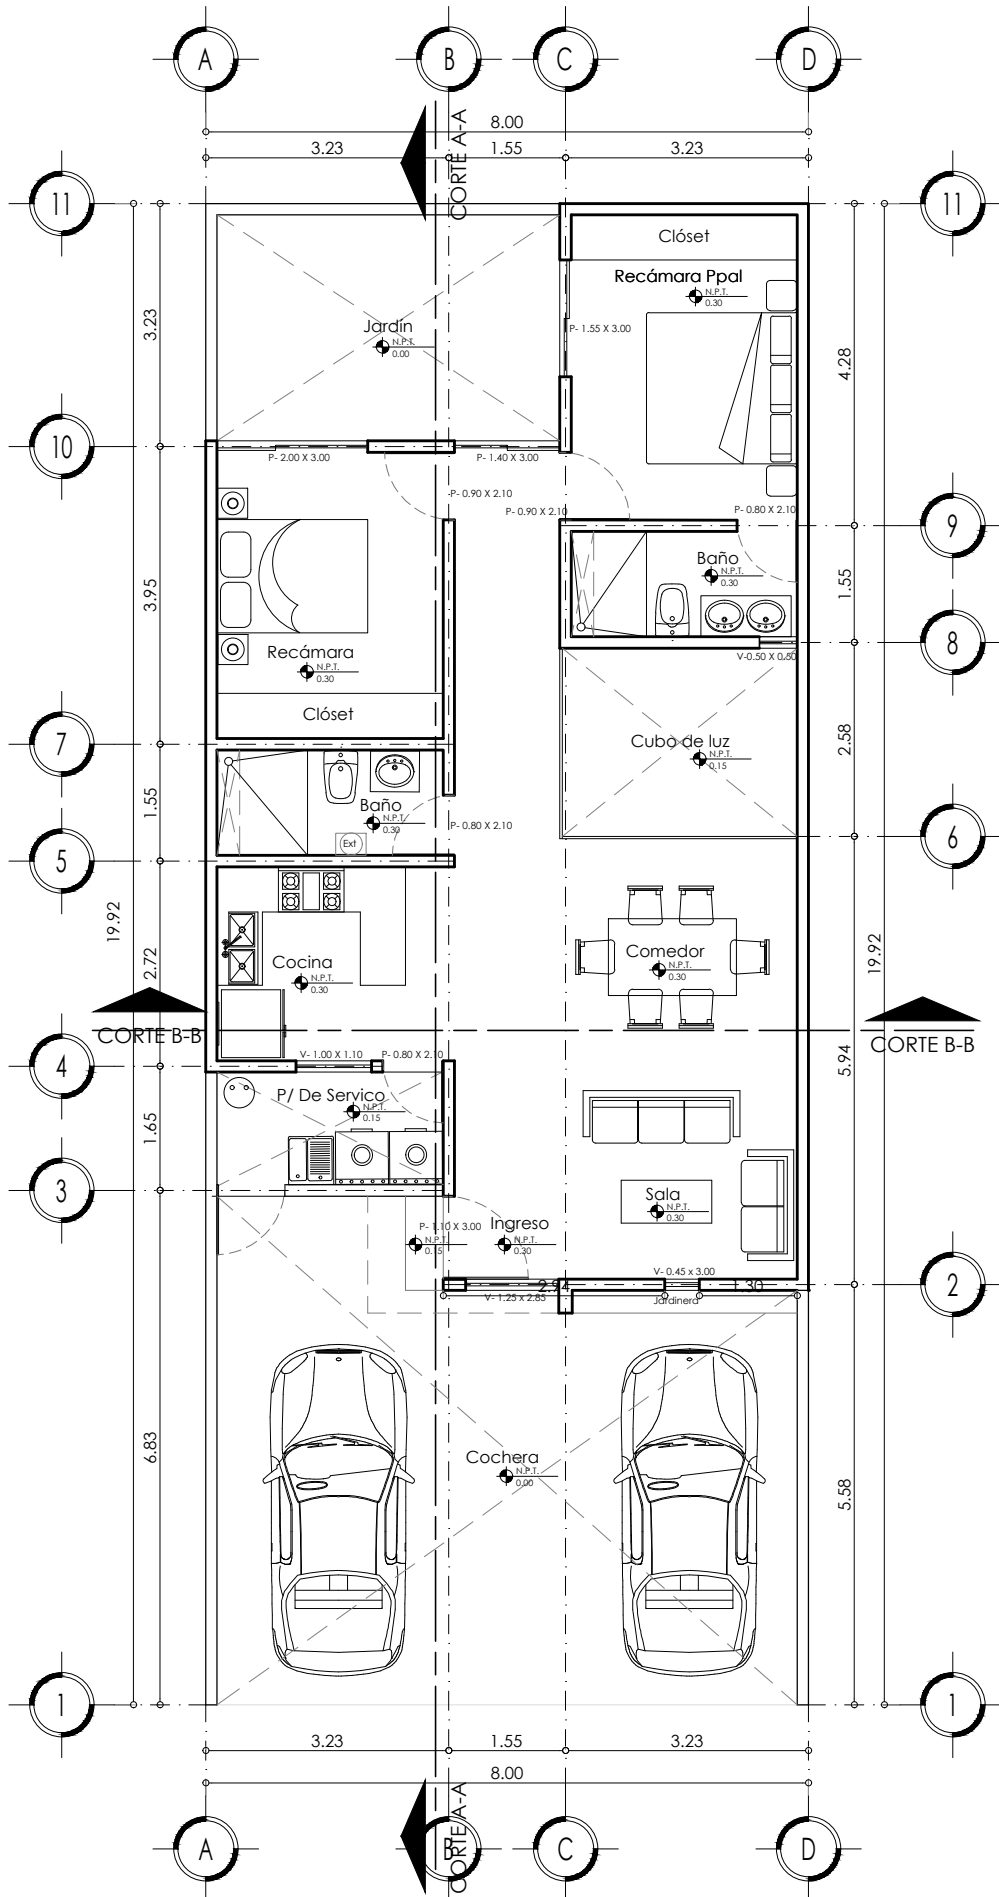 A
B
C
D
8.00
3.23
1.55
3.23
CORTE A-A
11
11
Clóset
Recámara Ppal
N.P.T.
0.30
3.23
Jardín
N.P.T.
0.00
P- 1.55 X 3.00
4.28
10
P- 2.00 X 3.00
P- 1.40 X 3.00
P- 0.90 X 2.10
P- 0.90 X 2.10
P- 0.80 X 2.10
9
3.95
Baño
N.P.T.
0.30
1.55
Recámara
N.P.T.
0.30
8
V-0.50 X 0.50
Clóset
7
Cubo de luz
N.P.T.
0.15
2.58
1.55
Baño
N.P.T.
0.30
P- 0.80 X 2.10
Ext
6
5
19.92
2.72
Cocina
N.P.T.
0.30
Comedor
N.P.T.
0.30
19.92
CORTE B-B
CORTE B-B
4
V- 1.00 X 1.10
P- 0.80 X 2.10
5.94
P/ De Servico
N.P.T.
0.15
1.65
3
Sala
N.P.T.
0.30
P- 1.10 X 3.00
N.P.T.
0.15
Ingreso
N.P.T.
0.30
V- 0.45 x 3.00
2
2.94
1.30
V- 1.25 x 2.85
Jardinera
6.83
Cochera
N.P.T.
0.00
5.58
1
1
3.23
1.55
3.23
8.00
CORTE A-A
A
B
C
D